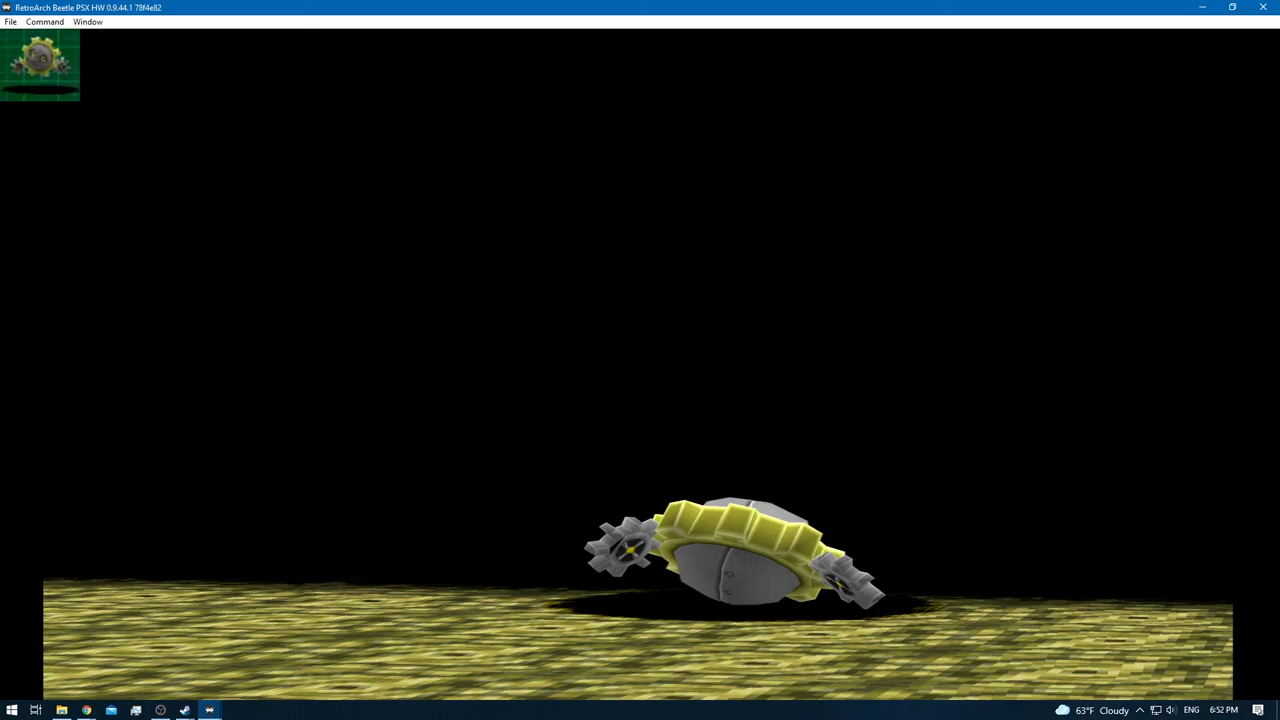 RetroArch Beetle PSX HW 0.9.44.1 78f4e82
File Command Window
63°F Cloudy ENG 6:52 PM